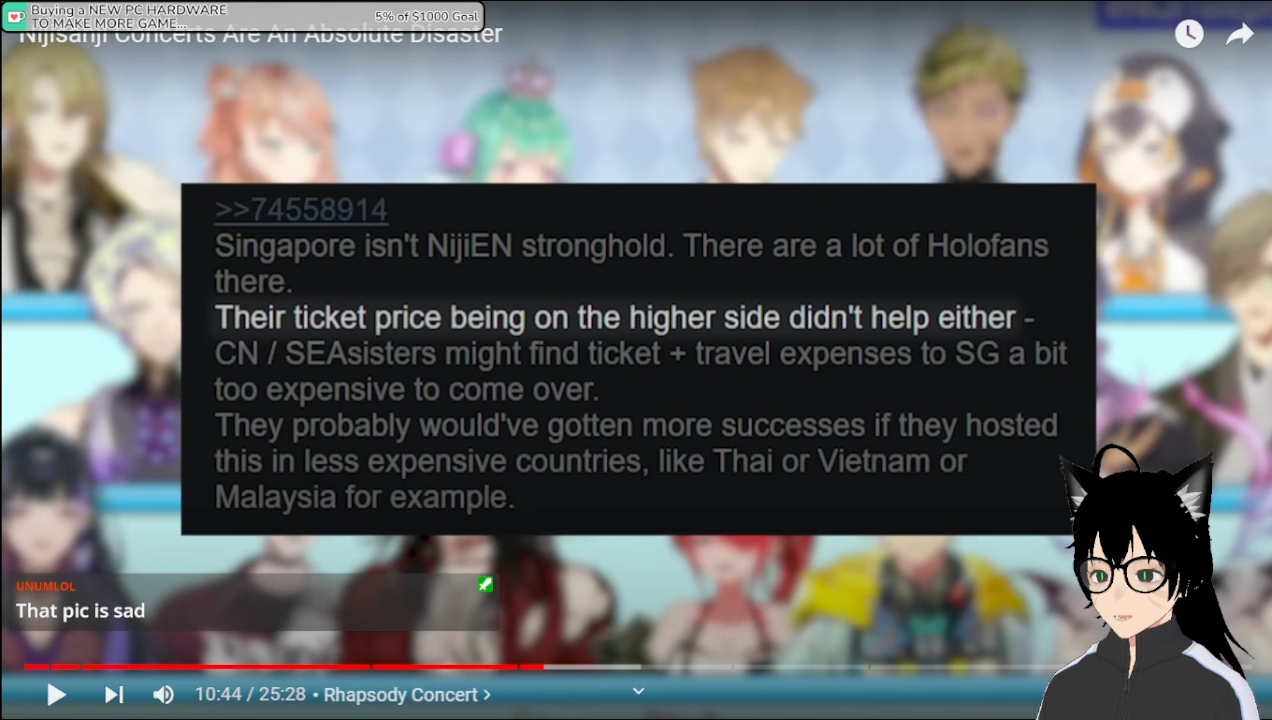 Buying a NEW PC HARDWARE
TO MAKE MORE GAME...
5% of $1000 Goal
Nijisanji Concerts Are An Absolute Disaster
>>74558914
Singapore isn't NijiEN stronghold. There are a lot of Holofans
there.
Their ticket price being on the higher side didn't help either -
CN / SEAsisters might find ticket + travel expenses to SG a bit
too expensive to come over.
They probably would've gotten more successes if they hosted
this in less expensive countries, like Thai or Vietnam or
Malaysia for example.
UNUMLOL
That pic is sad
10:44 / 25:28 • Rhapsody Concert >